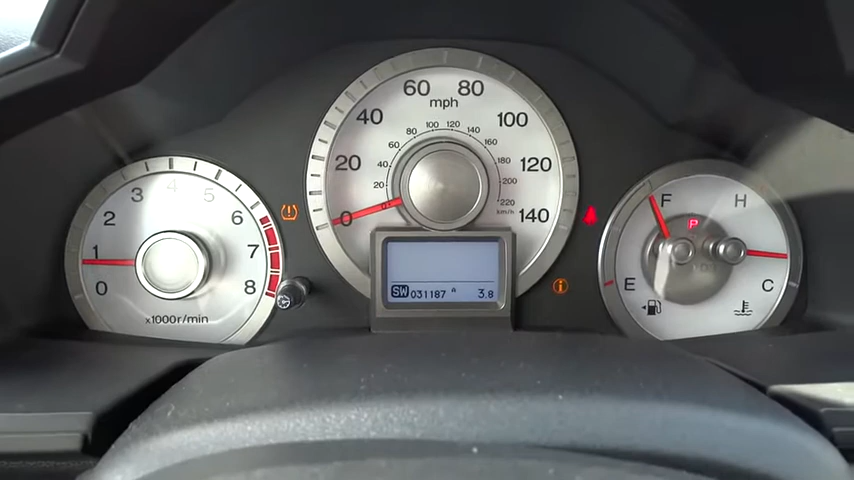 0 1 2 3 4 5 6 7 8
x1000r/min
0 20 40 60 80 100 120 140
mph
20 40 60 80 100 120 140 160 180 200 220
km/h
SW 031187 A 3.8
F
E
P
H
C